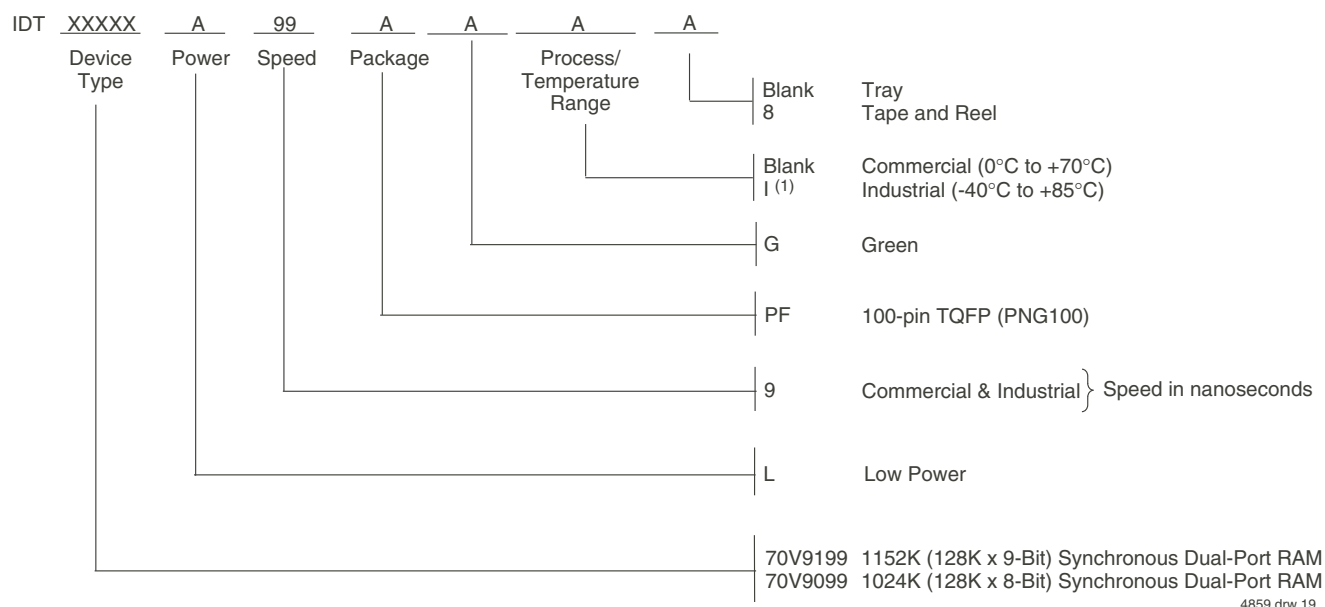 IDT XXXXX A 99 A A A A
Device Type
Power
Speed
Package
Process/
Temperature
Range
Blank Tray
8 Tape and Reel
Blank Commercial (0°C to +70°C)
I (1) Industrial (-40°C to +85°C)
G Green
PF 100-pin TQFP (PNG100)
9 Commercial & Industrial } Speed in nanoseconds
L Low Power
70V9199 1152K (128K x 9-Bit) Synchronous Dual-Port RAM
70V9099 1024K (128K x 8-Bit) Synchronous Dual-Port RAM
4859 drw 19